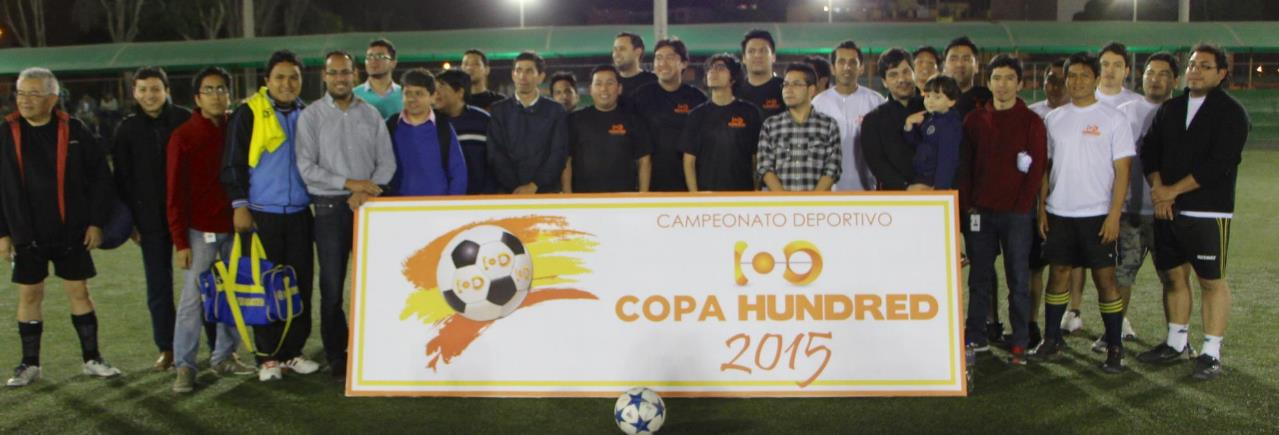 CAMPEONATO DEPORTIVO
COPA HUNDRED
2015